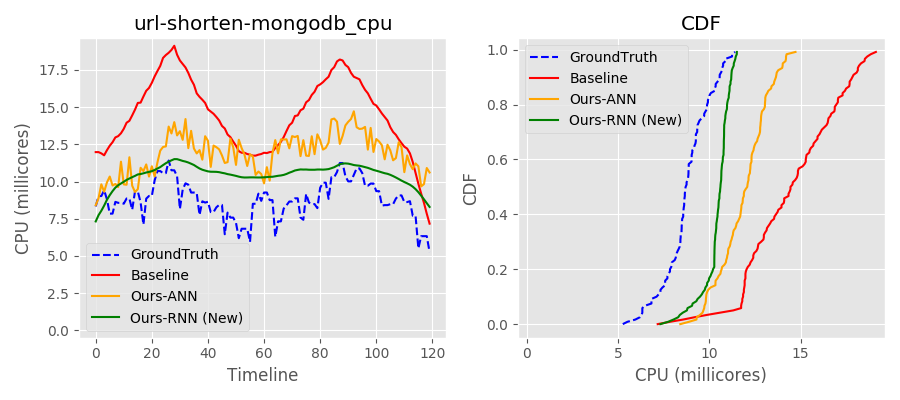 url-shorten-mongodb_cpu
CPU (millicores)
17.5
15.0
12.5
10.0
7.5
5.0
2.5
0.0
GroundTruth
Baseline
Ours-ANN
Ours-RNN (New)
0 20 40 60 80 100 120
Timeline
CDF
CDF
1.0
0.8
0.6
0.4
0.2
0.0
GroundTruth
Baseline
Ours-ANN
Ours-RNN (New)
0 5 10 15
CPU (millicores)